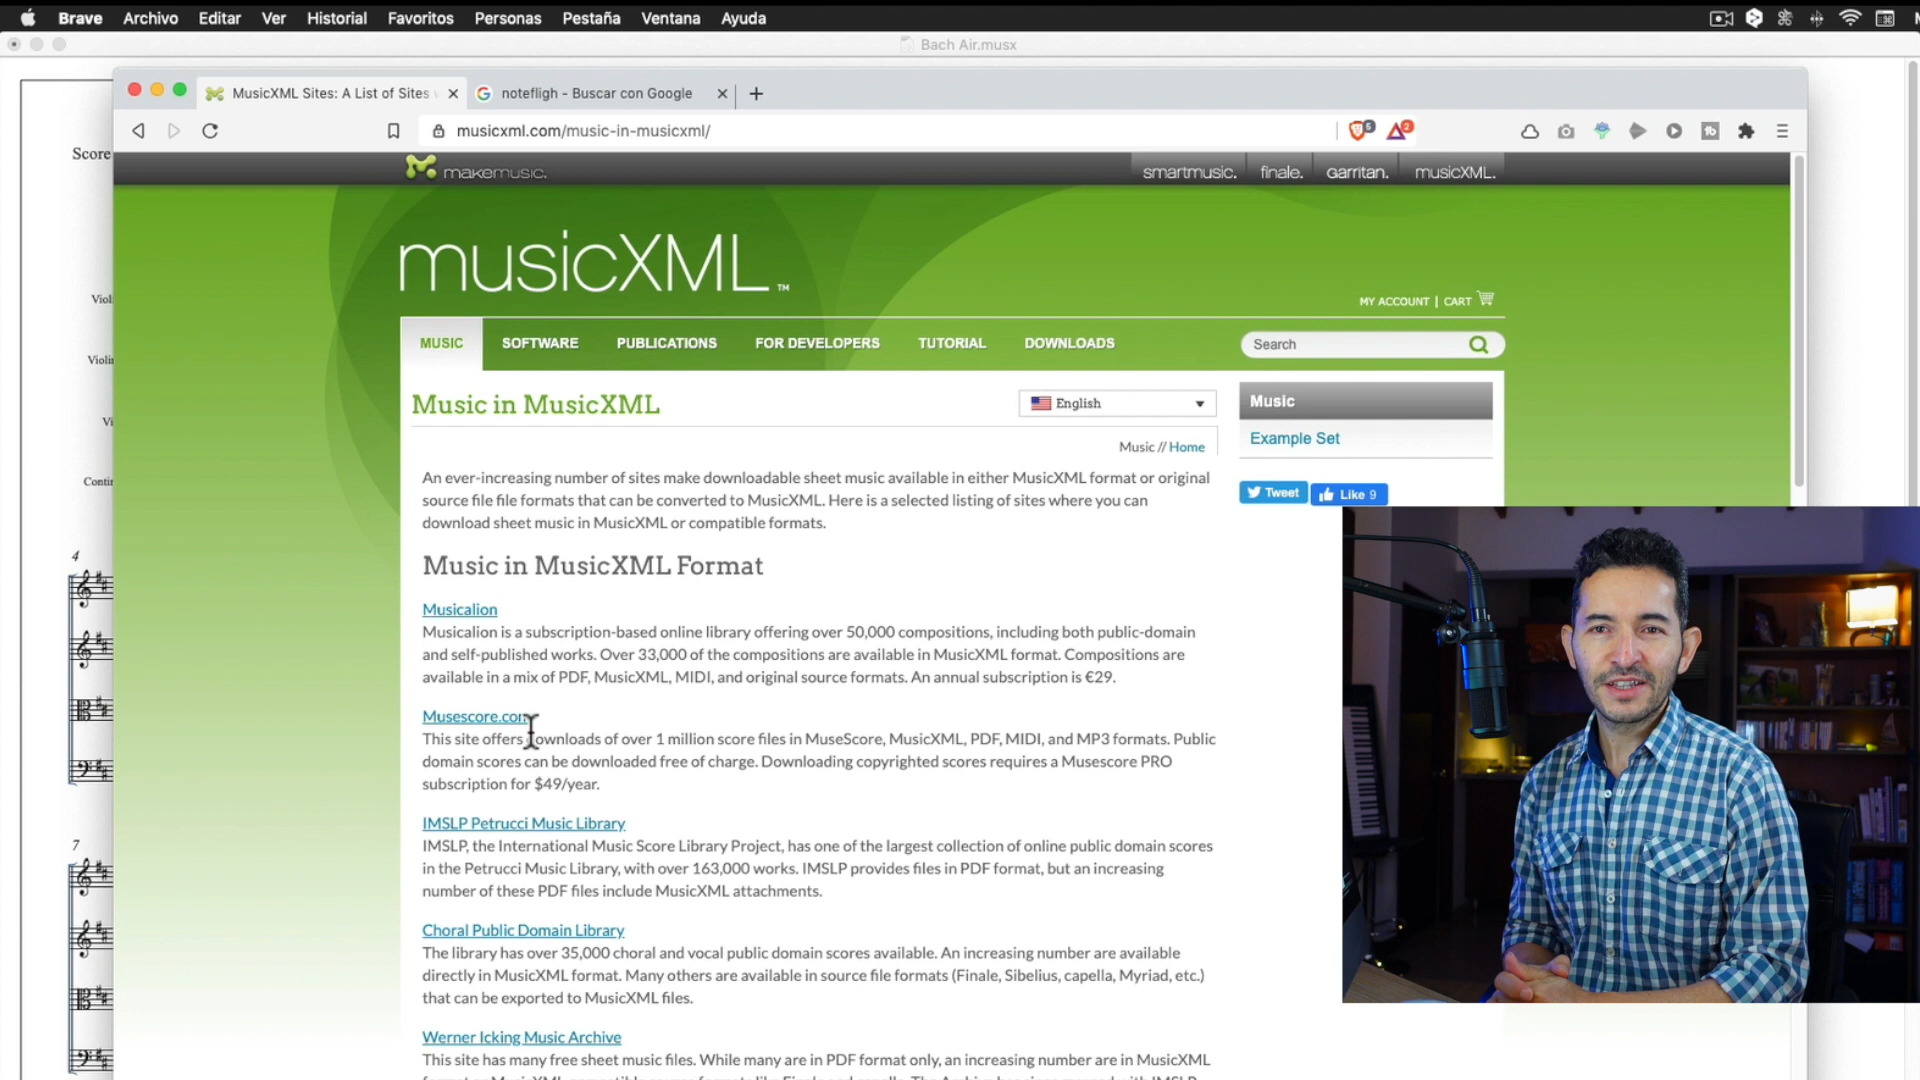 Brave Archivo Editar Ver Historial Favoritos Personas Pestaña Ventana Ayuda
Bach Air.musx
MusicXML Sites: A List of Sites
notefligh - Buscar con Google
musicxml.com/music-in-musicxml/
5
2
Score
makemusic.
smartmusic. finale. Garritan. musicXML.
musicXML™
MY ACCOUNT | CART
MUSIC SOFTWARE PUBLICATIONS FOR DEVELOPERS TUTORIAL DOWNLOADS
Search
Music in MusicXML
English
Music
Example Set
Music // Home
Tweet
Like 9
An ever-increasing number of sites make downloadable sheet music available in either MusicXML format or original
source file file formats that can be converted to MusicXML. Here is a selected listing of sites where you can
download sheet music in MusicXML or compatible formats.
Music in MusicXML Format
Musicalion
Musicalion is a subscription-based online library offering over 50,000 compositions, including both public-domain
and self-published works. Over 33,000 of the compositions are available in MusicXML format. Compositions are
available in a mix of PDF, MusicXML, MIDI, and original source formats. An annual subscription is €29.
Musescore.com
This site offers downloads of over 1 million score files in MuseScore, MusicXML, PDF, MIDI, and MP3 formats. Public
domain scores can be downloaded free of charge. Downloading copyrighted scores requires a Musescore PRO
subscription for $49/year.
IMSLP Petrucci Music Library
IMSLP, the International Music Score Library Project, has one of the largest collection of online public domain scores
in the Petrucci Music Library, with over 163,000 works. IMSLP provides files in PDF format, but an increasing
number of these PDF files include MusicXML attachments.
Choral Public Domain Library
The library has over 35,000 choral and vocal public domain scores available. An increasing number are available
directly in MusicXML format. Many others are available in source file formats (Finale, Sibelius, capella, Myriad, etc.)
that can be exported to MusicXML files.
Werner Icking Music Archive
This site has many free sheet music files. While many are in PDF format only, an increasing number are in MusicXML
Violi
Violin
Vi
Contin
4
7